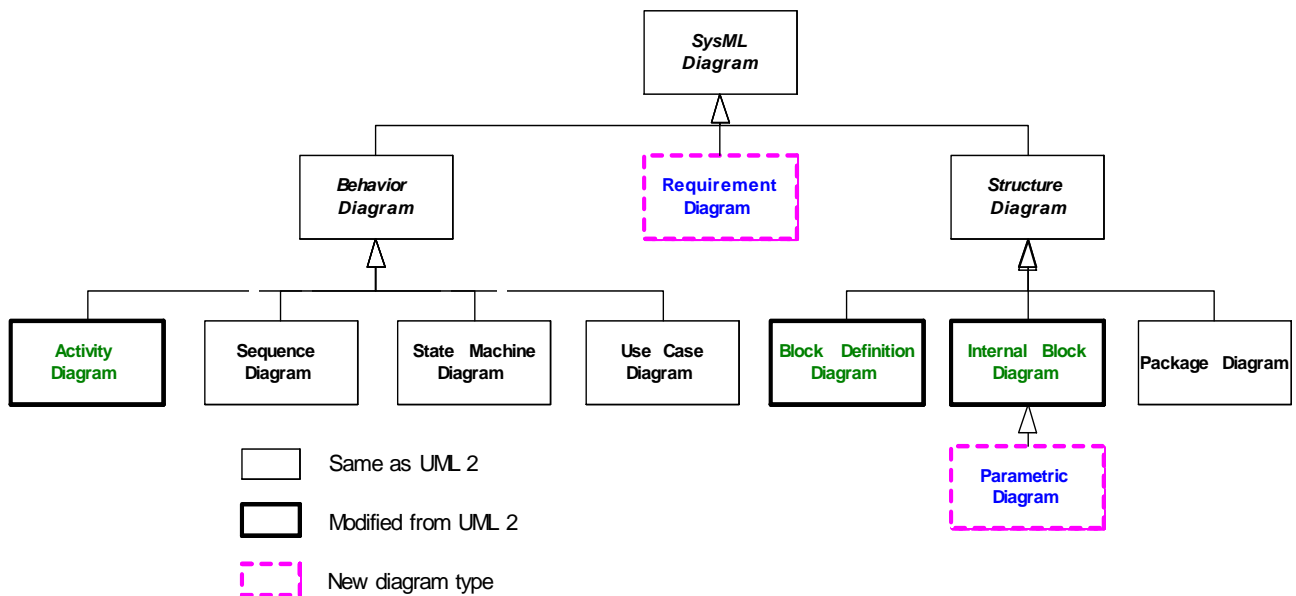 SysML
Diagram
Behavior
Diagram
Requirement
Diagram
Structure
Diagram
Activity
Diagram
Sequence
Diagram
State Machine
Diagram
Use Case
Diagram
Block Definition
Diagram
Internal Block
Diagram
Package Diagram
Parametric
Diagram
Same as UML 2
Modified from UML 2
New diagram type